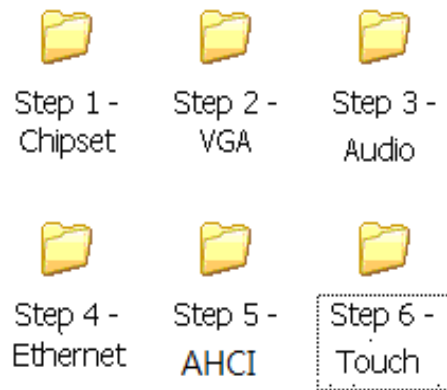 Step 1 -
Chipset
Step 2 -
VGA
Step 3 -
Audio
Step 4 -
Ethernet
Step 5 -
AHCI
Step 6 -
Touch